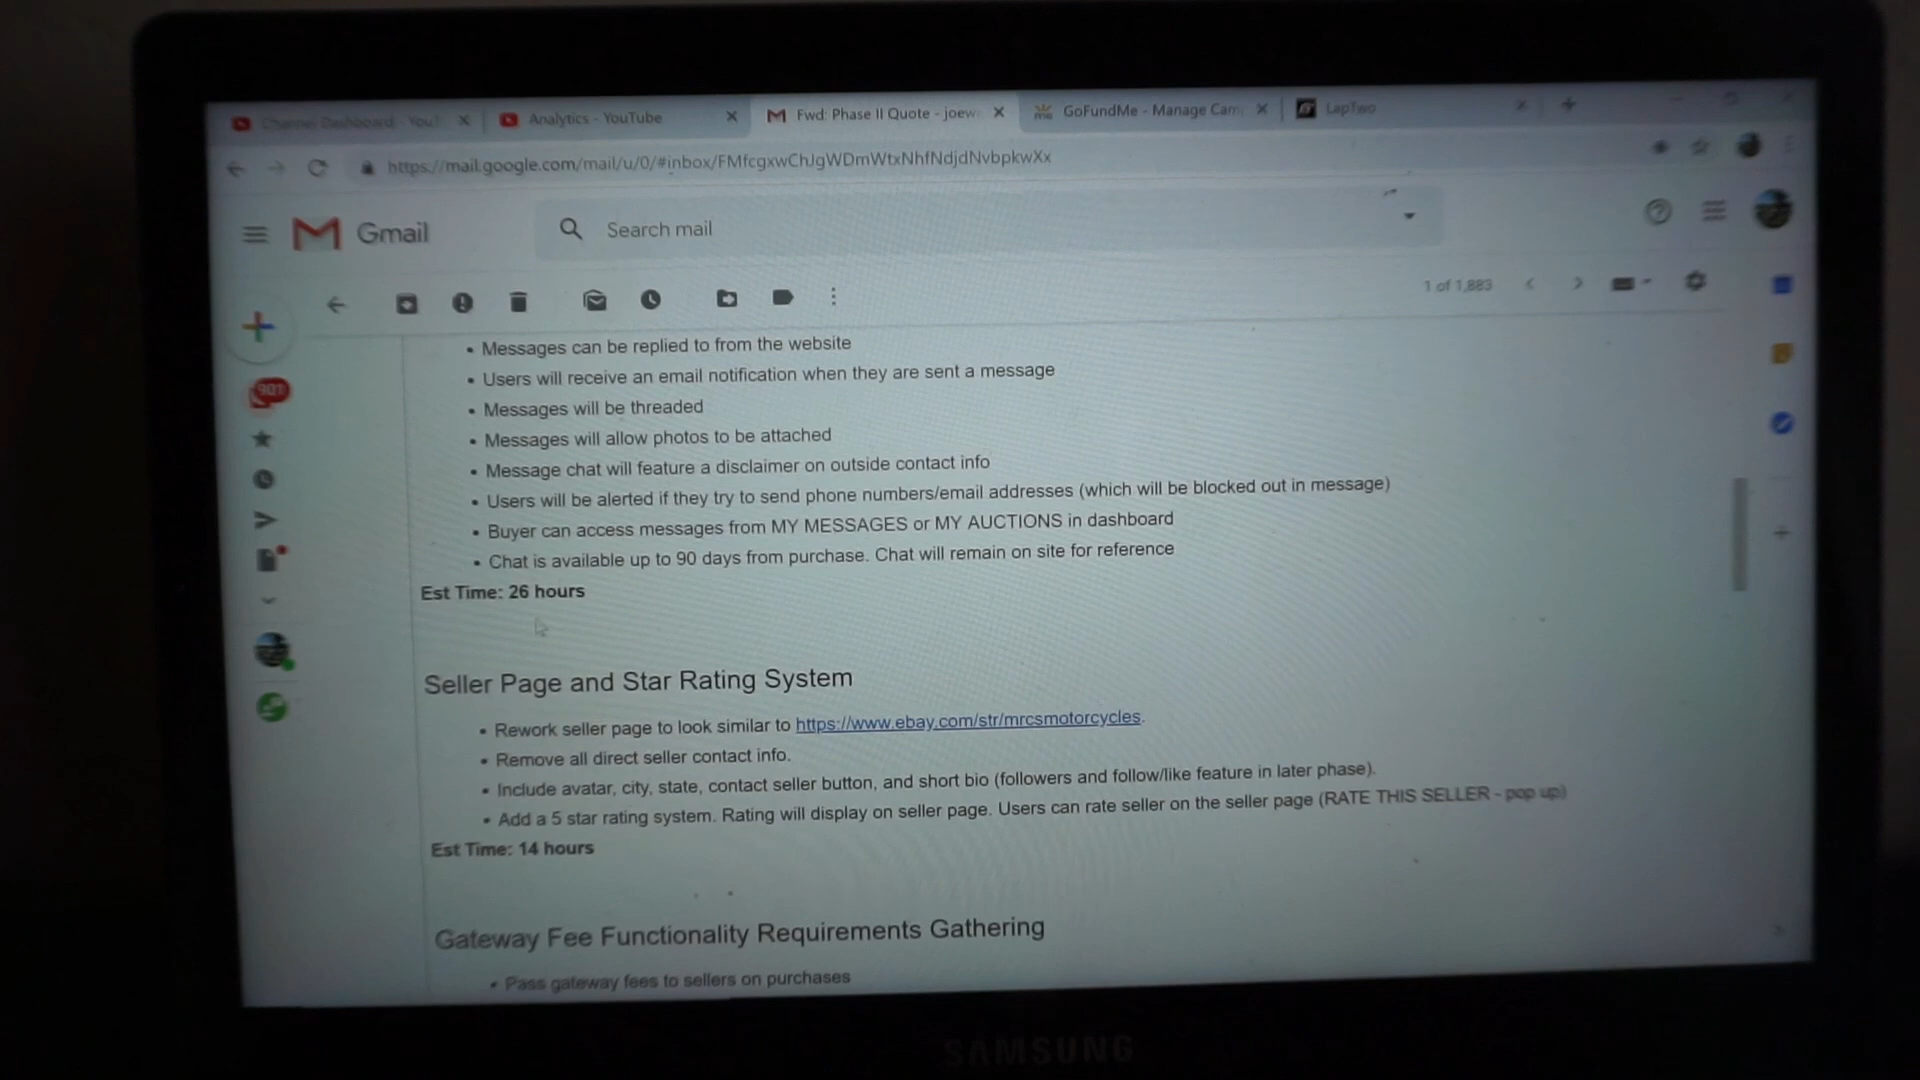 Channel Dashboard - YouT
Analytics - YouTube
Fwd: Phase II Quote - joew
GoFundMe - Manage Cam
LapTwo
https://mail.google.com/mail/u/0/#inbox/FMfcgxwChJgWDmWtxNhfNdjdNvbpkwXx
Gmail
Search mail
1 of 1,883
901
• Messages can be replied to from the website
• Users will receive an email notification when they are sent a message
• Messages will be threaded
• Messages will allow photos to be attached
• Message chat will feature a disclaimer on outside contact info
• Users will be alerted if they try to send phone numbers/email addresses (which will be blocked out in message)
• Buyer can access messages from MY MESSAGES or MY AUCTIONS in dashboard
• Chat is available up to 90 days from purchase. Chat will remain on site for reference
Est Time: 26 hours
Seller Page and Star Rating System
• Rework seller page to look similar to https://www.ebay.com/str/mrcsmotorcycles.
• Remove all direct seller contact info.
• Include avatar, city, state, contact seller button, and short bio (followers and follow/like feature in later phase).
• Add a 5 star rating system. Rating will display on seller page. Users can rate seller on the seller page (RATE THIS SELLER - pop up)
Est Time: 14 hours
Gateway Fee Functionality Requirements Gathering
• Pass gateway fees to sellers on purchases
SAMSUNG